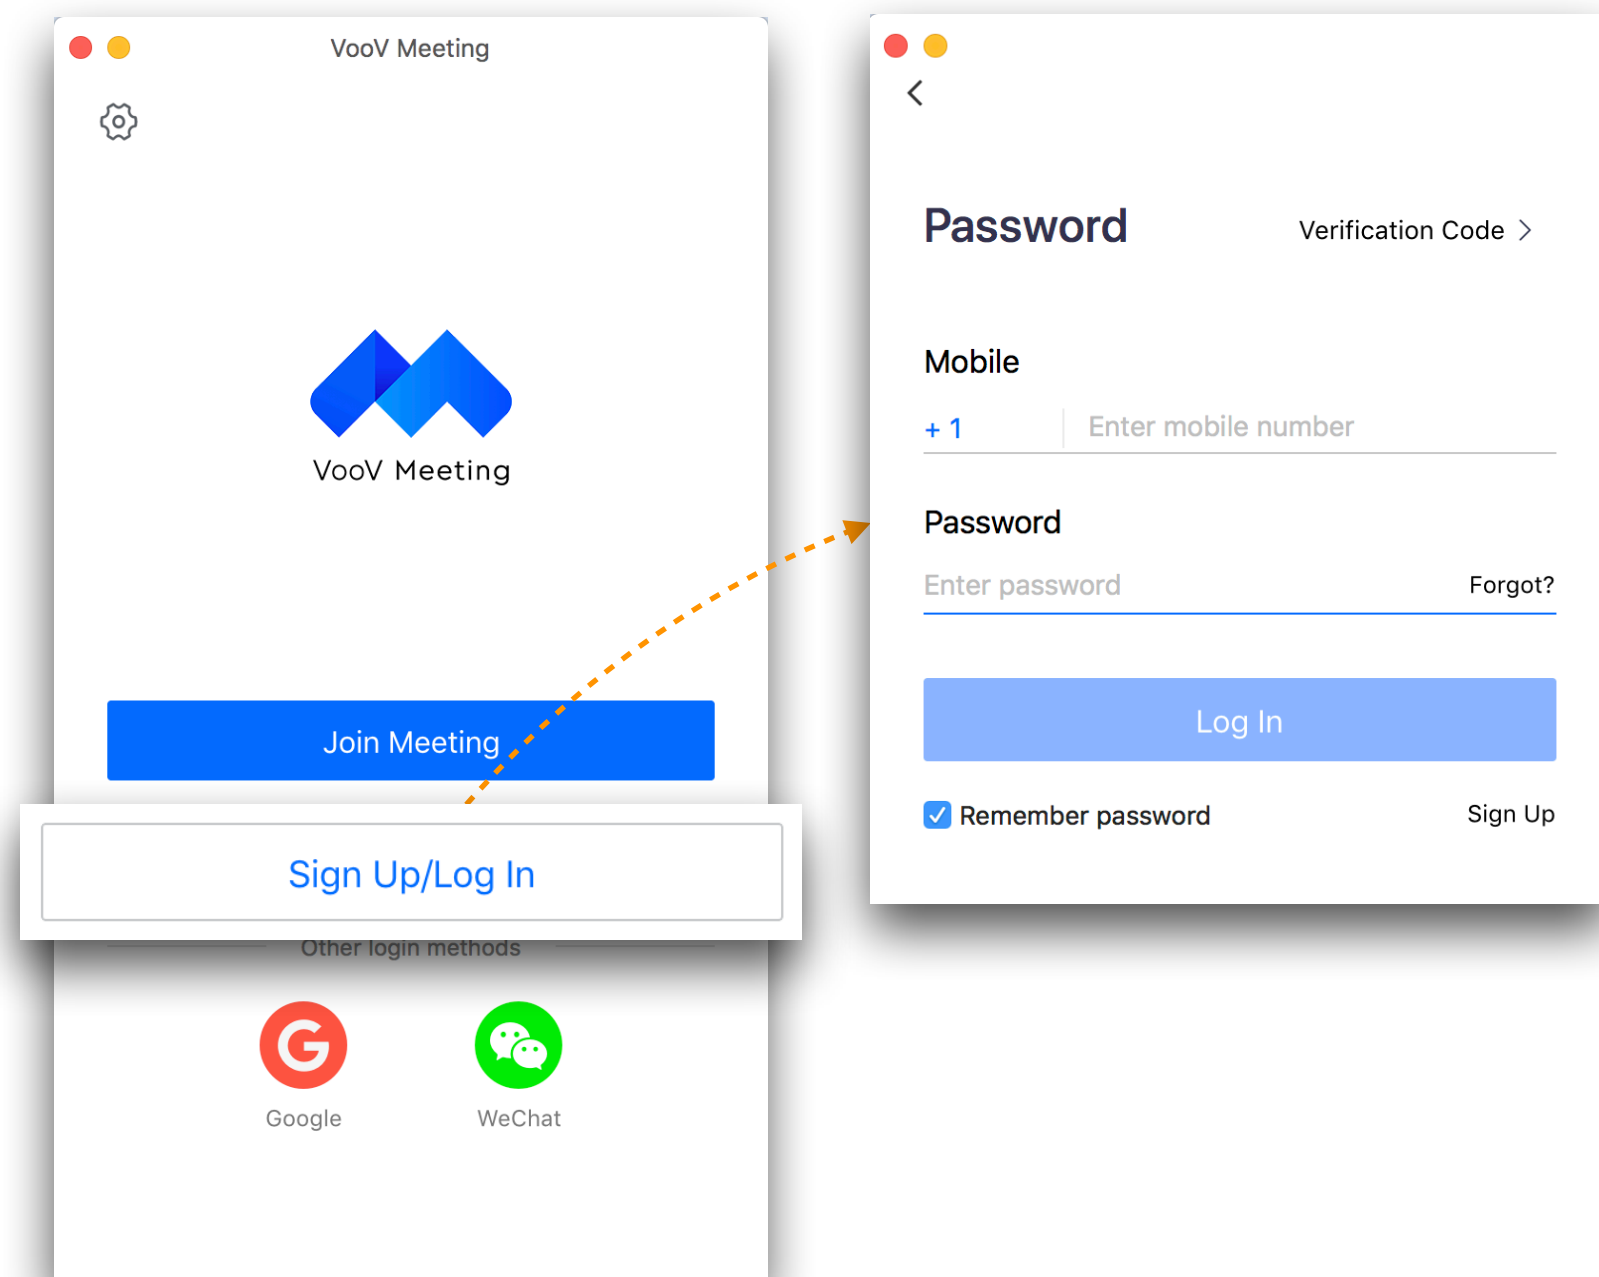 VooV Meeting
VooV Meeting
Join Meeting
Sign Up/Log In
Other login methods
Google
WeChat
Password
Verification Code
Mobile
+ 1
Enter mobile number
Password
Enter password
Forgot?
Log In
Remember password
Sign Up